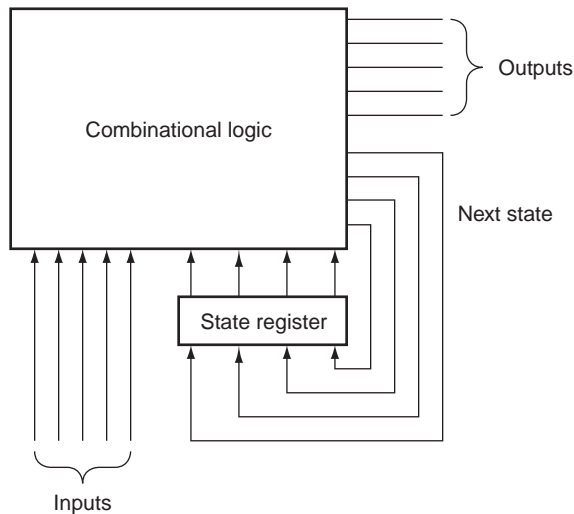 Combinational logic
Outputs
Next state
State register
Inputs